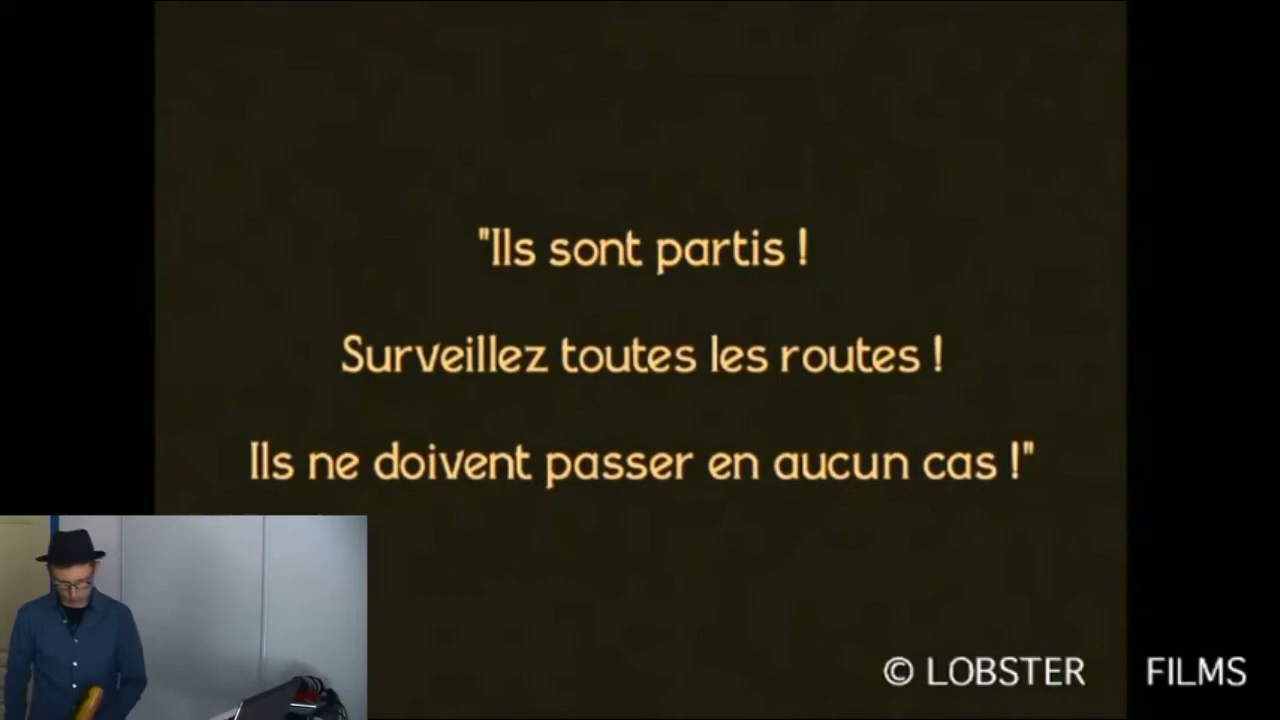 "Ils sont partis !
Surveillez toutes les routes !
Ils ne doivent passer en aucun cas !"
© LOBSTER FILMS